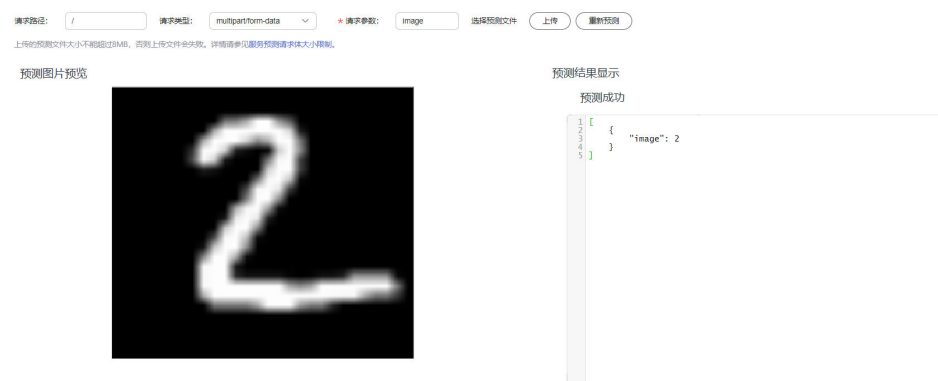 请求路径: / 请求类型: multipart/form-data * 请求参数: image 选择预测文件 上传 重新预测
上传的预测文件大小不能超过8MB，否则上传文件会失败。详情请参见服务预测请求体大小限制。
预测图片预览
2
预测结果显示
预测成功
1 [
2 {
3 "image": 2
4 }
5 ]